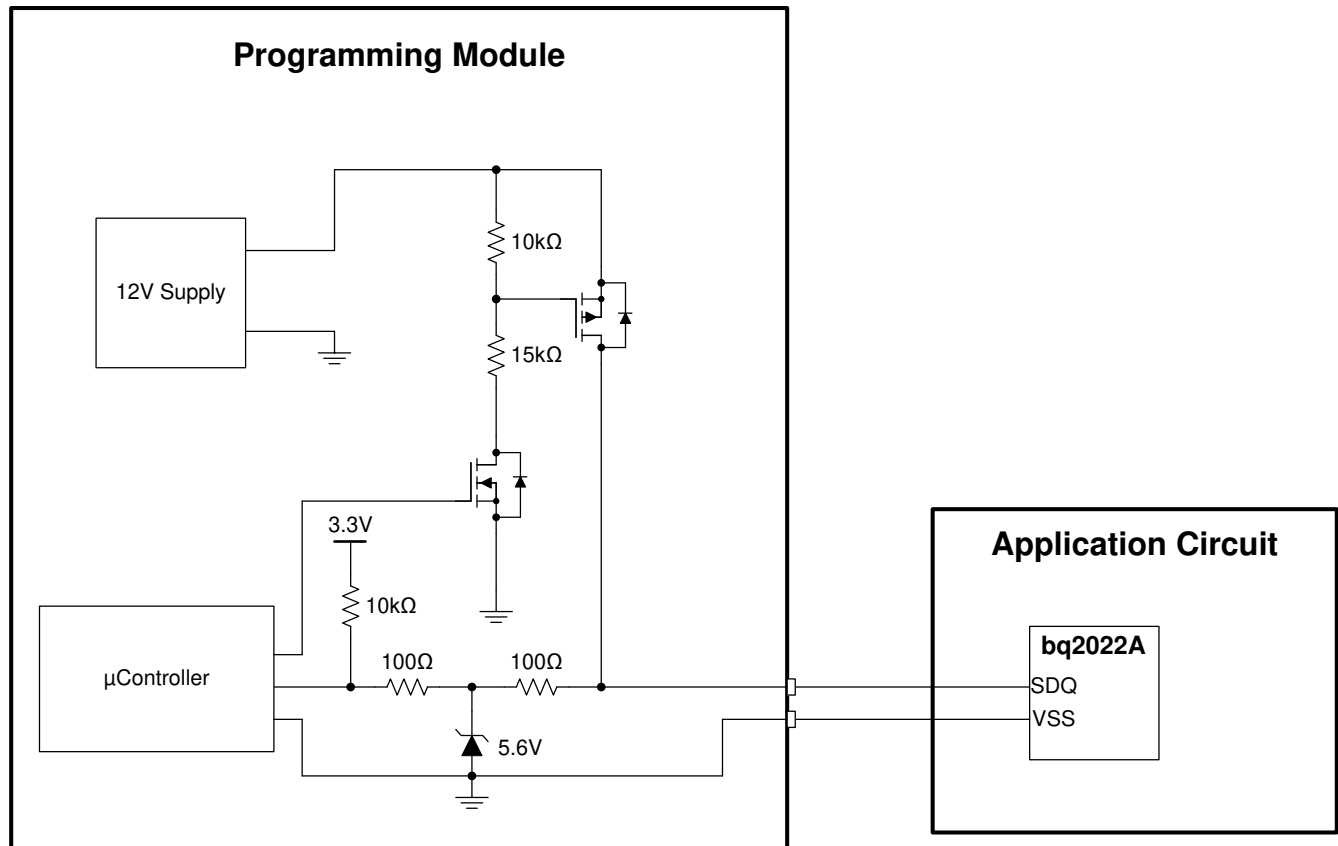 Programming Module
10kΩ
12V Supply
15kΩ
3.3V
10kΩ
Application Circuit
bq2022A
100Ω
100Ω
µController
SDQ
VSS
5.6V